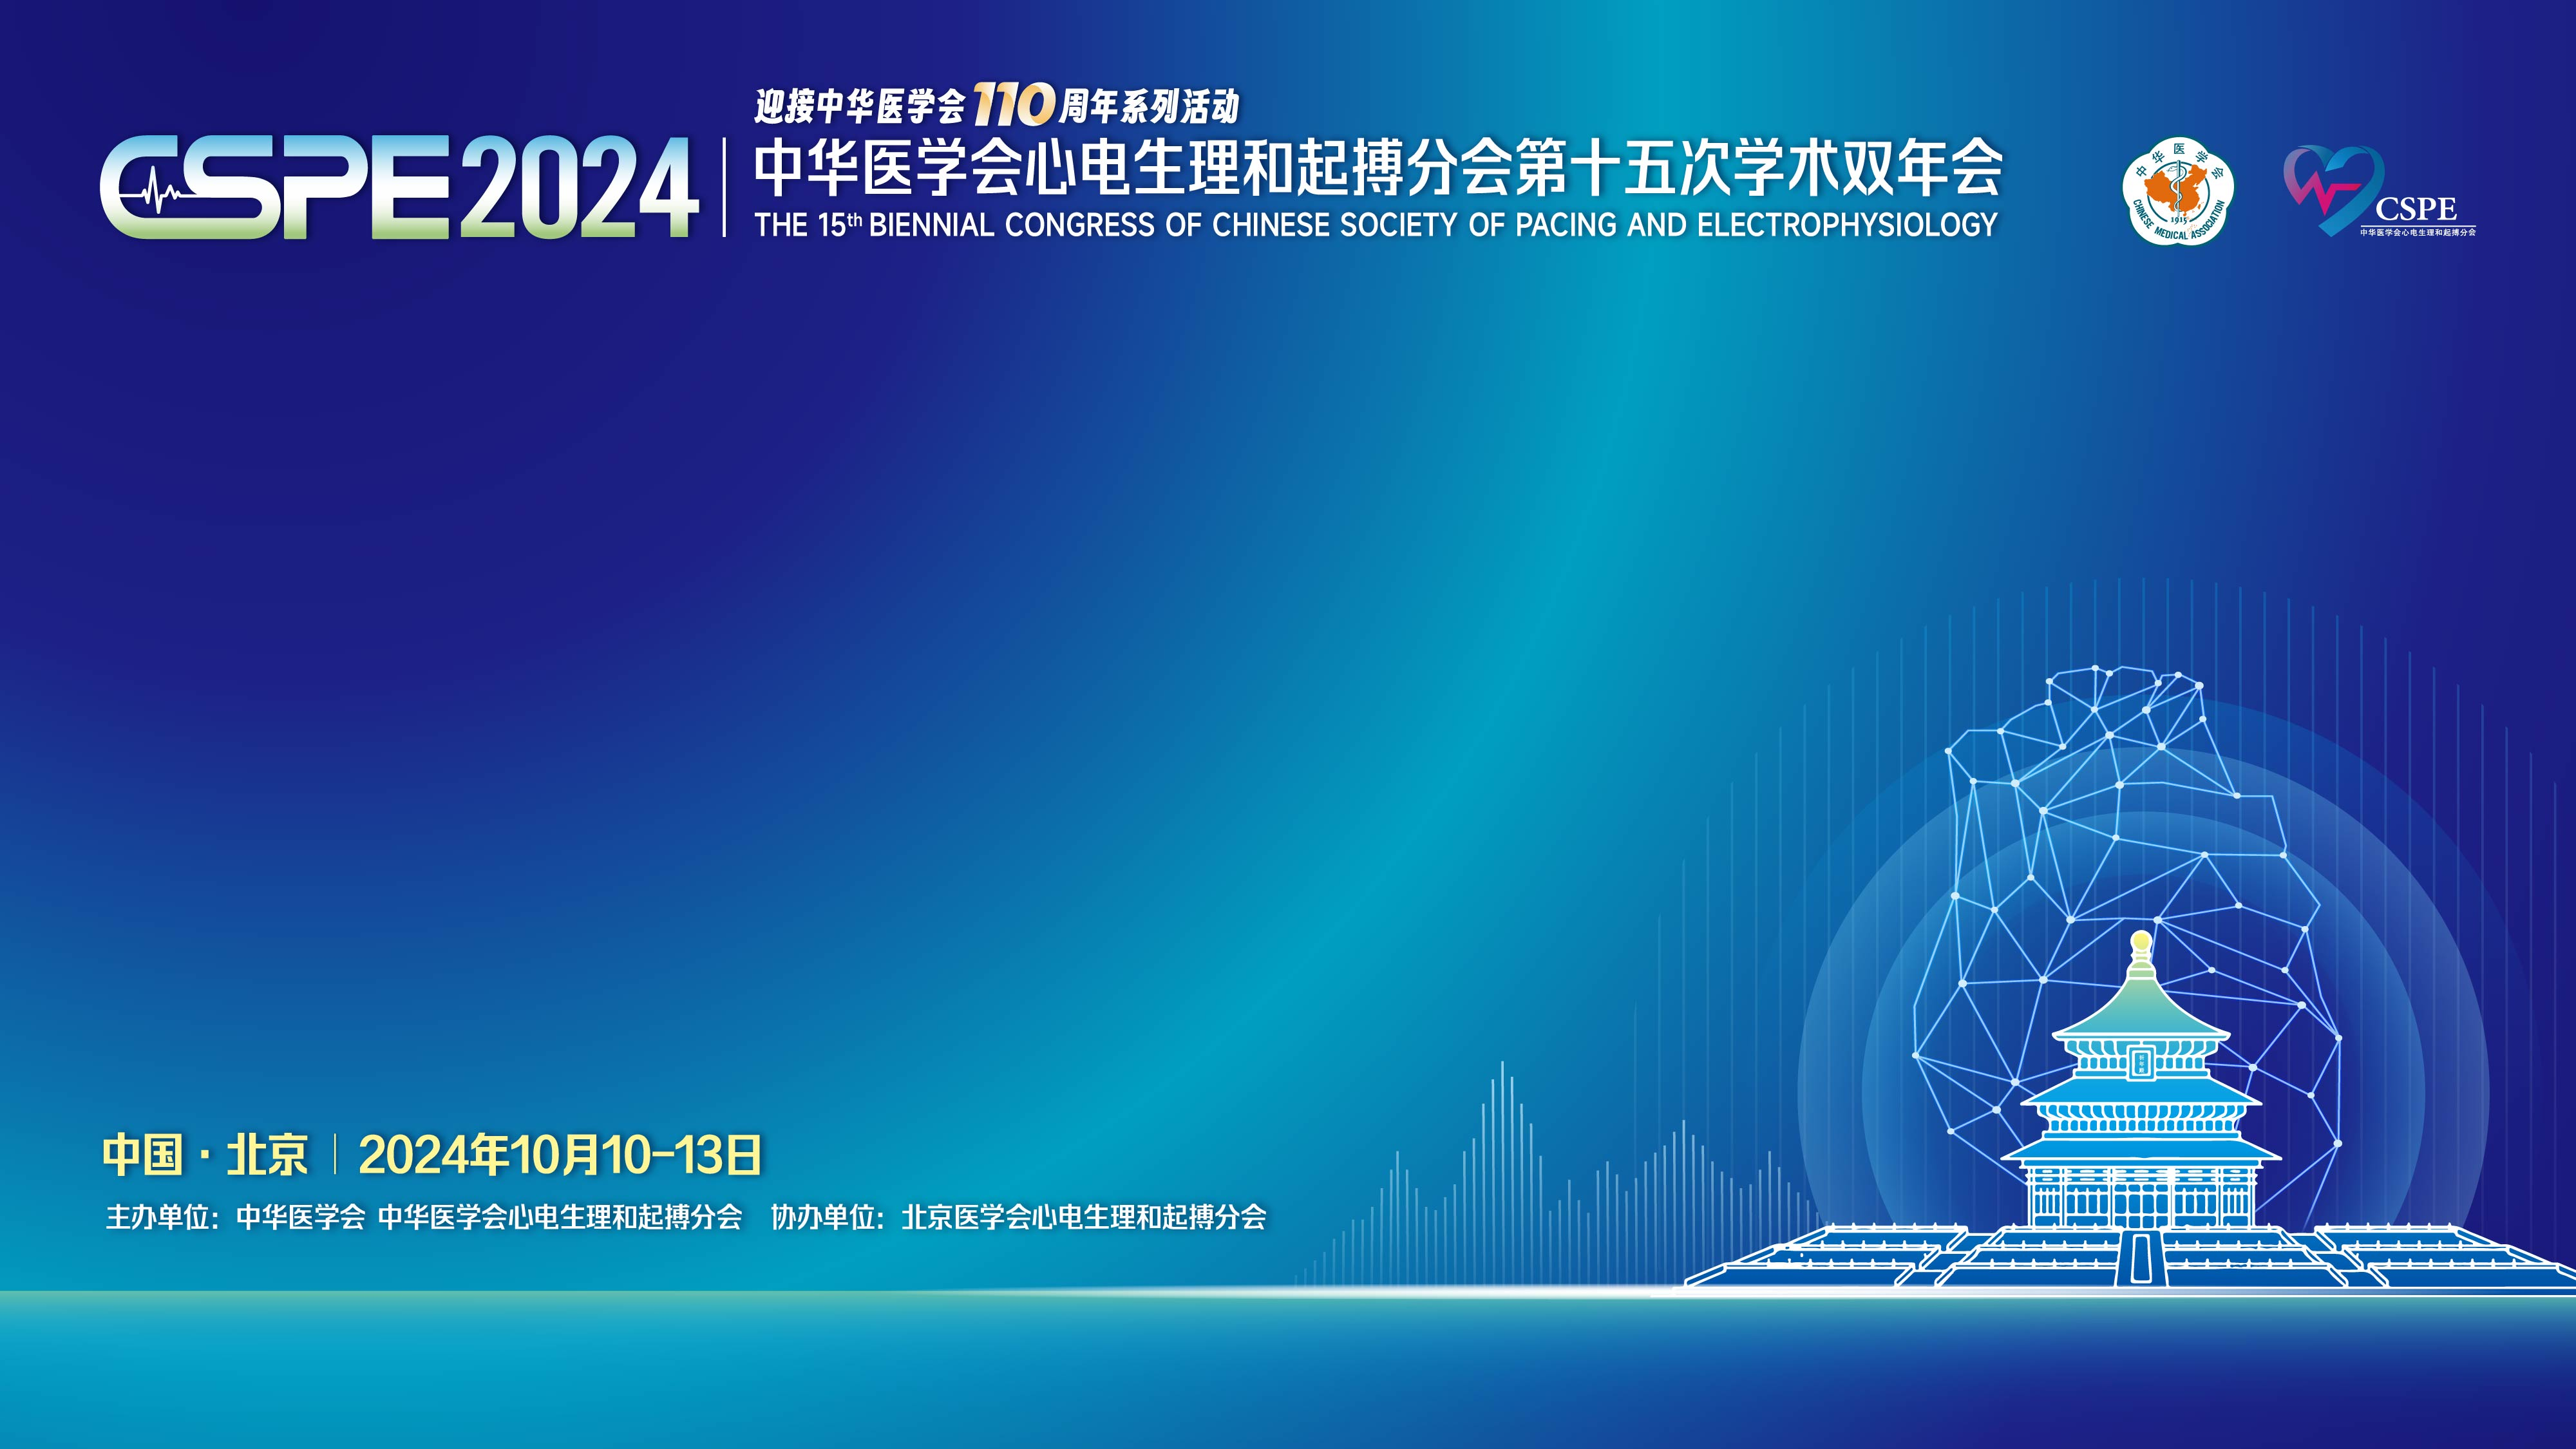 迎接中华医学会110周年系列活动
CSPE2024
中华医学会心电生理和起搏分会第十五次学术双年会
THE 15th BIENNIAL CONGRESS OF CHINESE SOCIETY OF PACING AND ELECTROPHYSIOLOGY
中华医学会
1915
CHINESE MEDICAL ASSOCIATION
CSPE
中华医学会心电生理和起搏分会
中国·北京 | 2024年10月10-13日
主办单位：中华医学会 中华医学会心电生理和起搏分会 协办单位：北京医学会心电生理和起搏分会